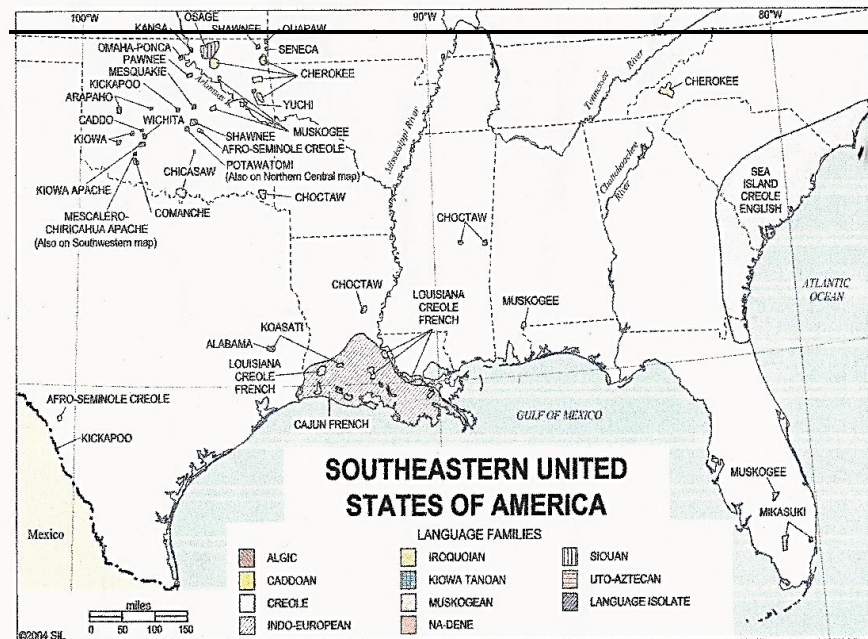 100°W
90°W
80°W
OSAGE
KANSA
SHAWNEE
QUAPAW
OMAHA-PONCA
SENECA
PAWNEE
MESQUAKIE
CHEROKEE
KICKAPOO
Arkansas R.
ARAPAHO
YUCHI
CADDO
WICHITA
MUSKOGEE
KIOWA
SHAWNEE
AFRO-SEMINOLE CREOLE
POTAWATOMI
(Also on Northern Central map)
KIOWA APACHE
CHICASAW
MESCALERO-
CHIRICAHUA APACHE
(Also on Southwestern map)
COMANCHE
CHOCTAW
Mississippi River
Tennessee
River
CHEROKEE
Chattahoochee
River
SEA
ISLAND
CREOLE
ENGLISH
ATLANTIC
OCEAN
CHOCTAW
CHOCTAW
LOUISIANA
CREOLE
FRENCH
MUSKOGEE
KOASATI
ALABAMA
LOUISIANA
CREOLE
FRENCH
AFRO-SEMINOLE CREOLE
KICKAPOO
CAJUN FRENCH
GULF OF MEXICO
MUSKOGEE
MIKASUKI
Mexico
SOUTHEASTERN UNITED
STATES OF AMERICA
LANGUAGE FAMILIES
ALGIC
CADDOAN
CREOLE
INDO-EUROPEAN
IROQUOIAN
KIOWA TANOAN
MUSKOGEAN
NA-DENE
SIOUAN
UTO-AZTECAN
LANGUAGE ISOLATE
miles
0 50 100 150
©2004 SIL